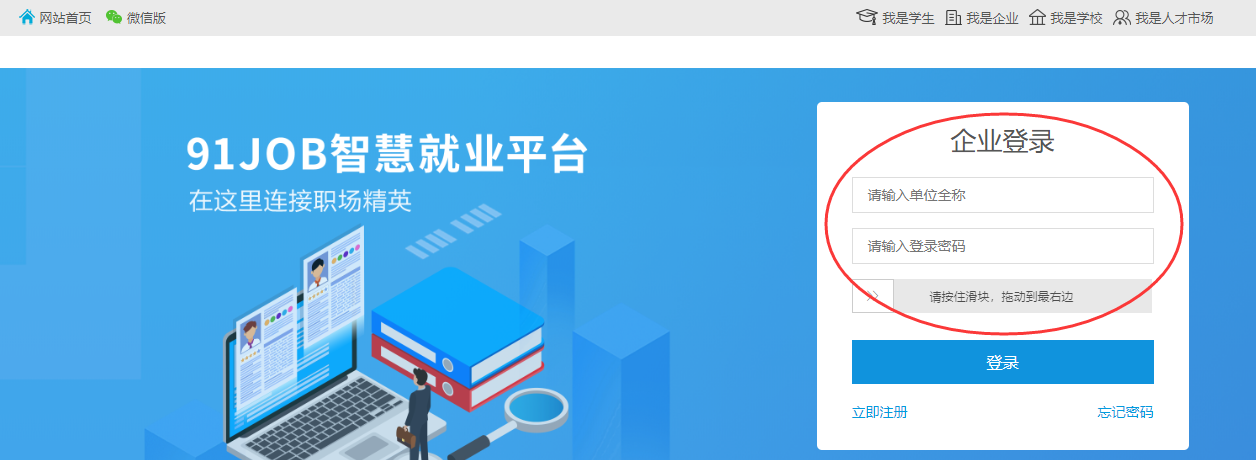 网站首页 微信版 我是学生 我是企业 我是学校 我是人才市场
91JOB智慧就业平台
在这里连接职场精英
企业登录
请输入单位全称
请输入登录密码
请按住滑块，拖动到最右边
登录
立即注册 忘记密码